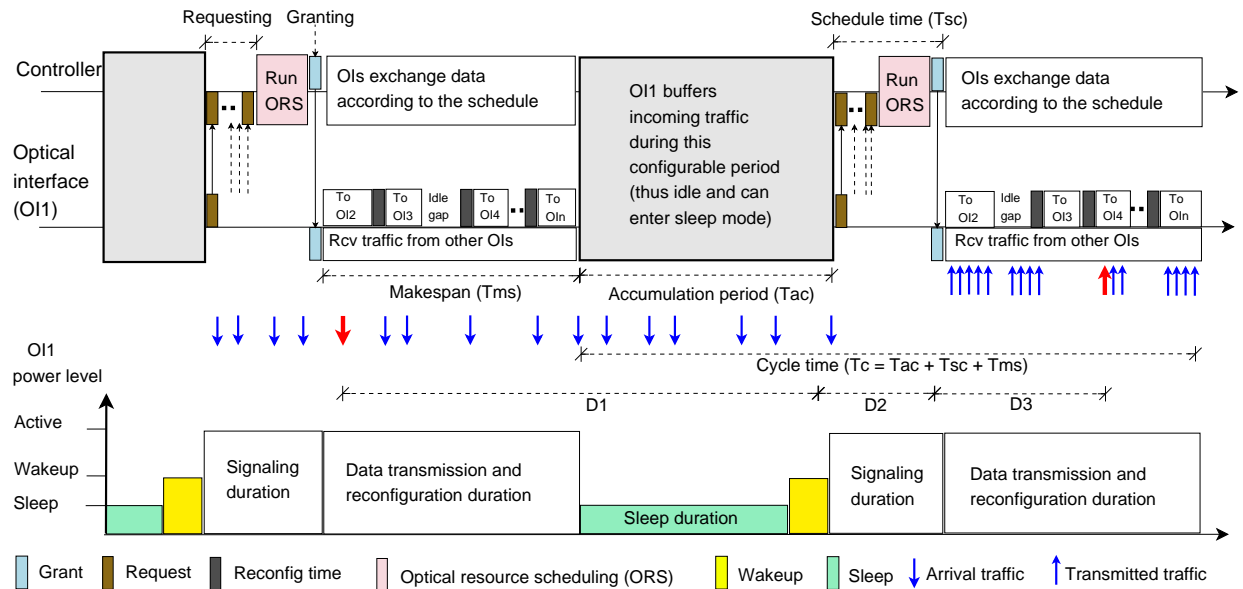 Requesting
Granting
Schedule time (Tsc)
Controller
Run
ORS
OIs exchange data
according to the schedule
OI1 buffers
incoming traffic
during this
configurable period
(thus idle and can
enter sleep mode)
Run
ORS
OIs exchange data
according to the schedule
Optical
interface
(OI1)
To
OI2
To
OI3
Idle
gap
To
OI4
To
OIn
To
OI2
Idle
gap
To
OI3
To
OI4
To
OIn
Rcv traffic from other OIs
Rcv traffic from other OIs
Makespan (Tms)
Accumulation period (Tac)
Cycle time (Tc = Tac + Tsc + Tms)
OI1
power level
D1
D2
D3
Active
Wakeup
Sleep
Signaling
duration
Data transmission and
reconfiguration duration
Sleep duration
Signaling
duration
Data transmission and
reconfiguration duration
Grant
Request
Reconfig time
Optical resource scheduling (ORS)
Wakeup
Sleep
Arrival traffic
Transmitted traffic